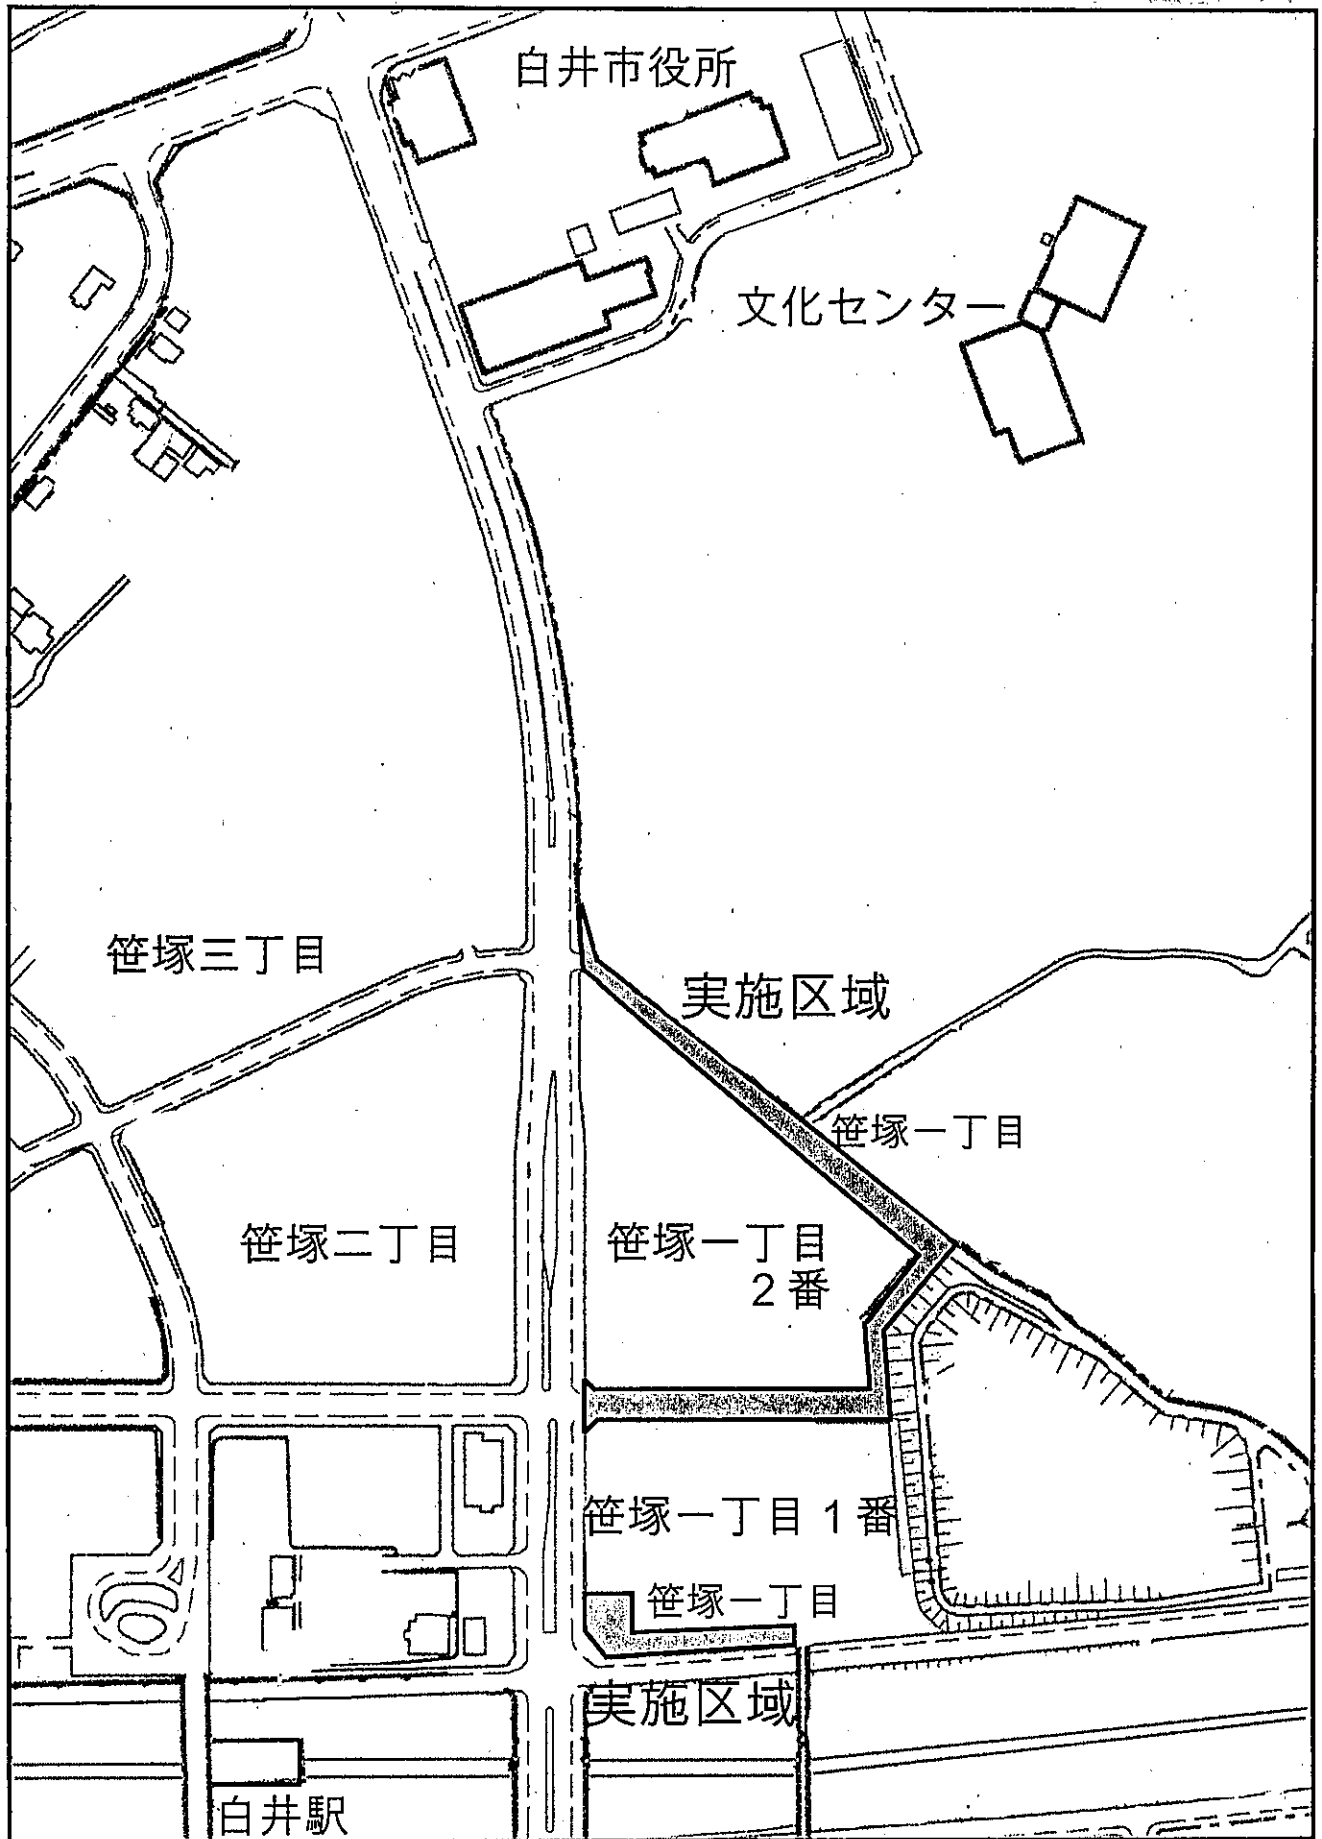 白井市役所
文化センター
笹塚三丁目
実施区域
笹塚一丁目
笹塚二丁目
笹塚一丁目
2番
笹塚一丁目1番
笹塚一丁目
実施区域
白井駅